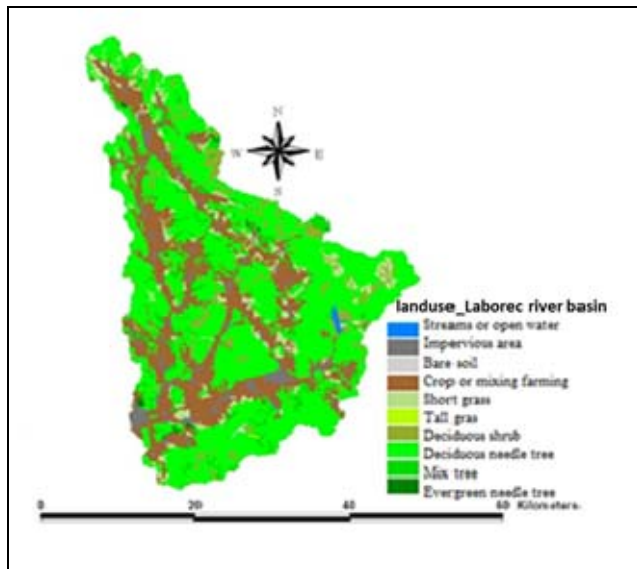 N
W E
S
landuse_Laborec river basin
Streams or open water
Impervious area
Bare soil
Crop or mixing farming
Short grass
Tall gras
Deciduous shrub
Deciduous needle tree
Mix tree
Evergreen needle tree
0 20 40 60 Kilometers